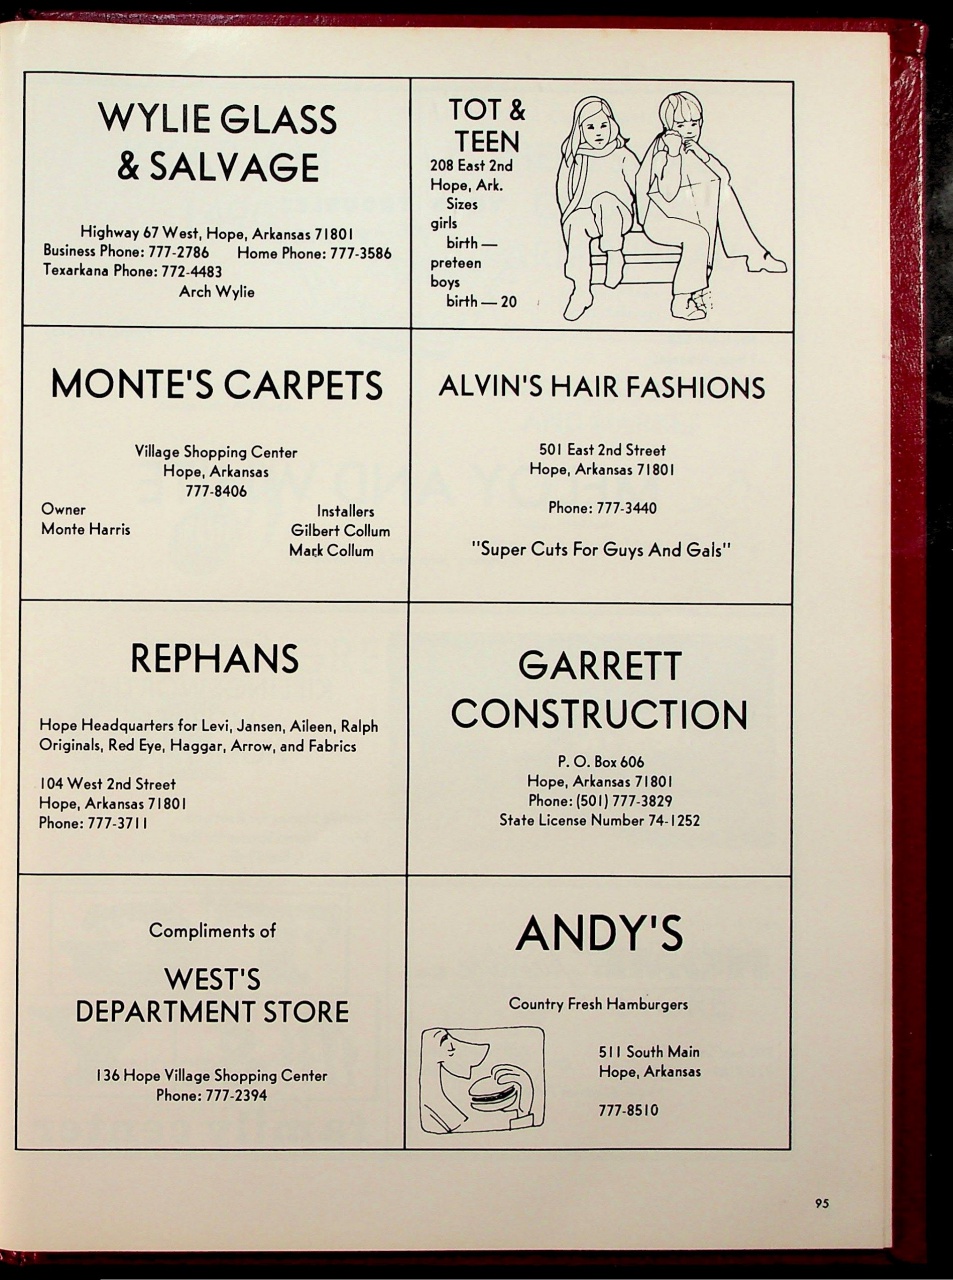 WYLIE GLASS
& SALVAGE
Highway 67 West, Hope, Arkansas 71801
Business Phone: 777-2786 Home Phone: 777-3586
Texarkana Phone: 772-4483
Arch Wylie
TOT &
TEEN
208 East 2nd
Hope, Ark.
Sizes
girls
birth —
preteen
boys
birth — 20
MONTE'S CARPETS
Village Shopping Center
Hope, Arkansas
777-8406
Owner Installers
Monte Harris Gilbert Collum
Mack Collum
ALVIN'S HAIR FASHIONS
501 East 2nd Street
Hope, Arkansas 71801
Phone: 777-3440
"Super Cuts For Guys And Gals"
REPHANS
Hope Headquarters for Levi, Jansen, Aileen, Ralph
Originals, Red Eye, Haggar, Arrow, and Fabrics
104 West 2nd Street
Hope, Arkansas 71801
Phone: 777-3711
GARRETT
CONSTRUCTION
P. O. Box 606
Hope, Arkansas 71801
Phone: (501) 777-3829
State License Number 74-1252
Compliments of
WEST'S
DEPARTMENT STORE
136 Hope Village Shopping Center
Phone: 777-2394
ANDY'S
Country Fresh Hamburgers
511 South Main
Hope, Arkansas
777-8510
95